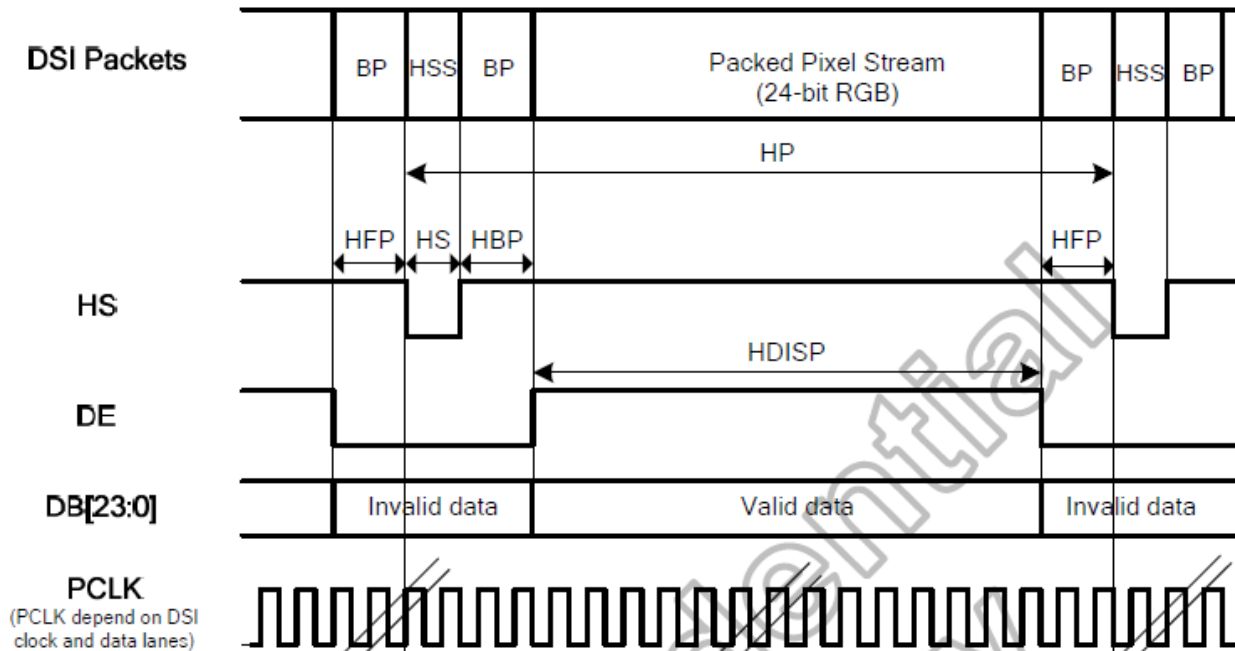 DSI Packets
BP
HSS
BP
Packed Pixel Stream
(24-bit RGB)
BP
HSS
BP
HP
HFP
HS
HBP
HFP
HS
HDISP
DE
DB[23:0]
Invalid data
Valid data
Invalid data
PCLK
(PCLK depend on DSI
clock and data lanes)